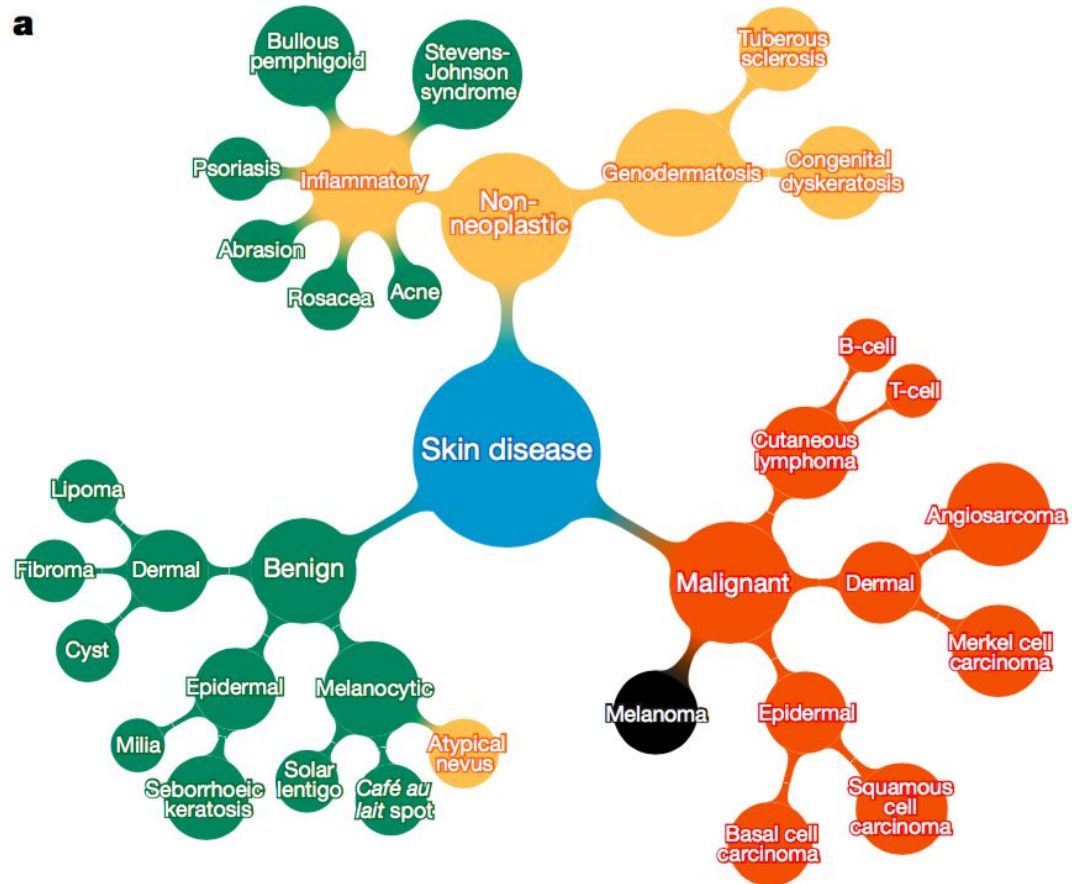 a
Bullous
pemphigoid
Stevens-
Johnson
syndrome
Psoriasis
Inflammatory
Abrasion
Rosacea
Acne
Non-
neoplastic
Genodermatosis
Tuberous
sclerosis
Congenital
dyskeratosis
Skin disease
B-cell
T-cell
Cutaneous
lymphoma
Angiosarcoma
Malignant
Dermal
Merkel cell
carcinoma
Melanoma
Epidermal
Squamous
cell
carcinoma
Basal cell
carcinoma
Lipoma
Fibroma
Dermal
Benign
Cyst
Epidermal
Melanocytic
Milia
Seborrhoeic
keratosis
Solar
lentigo
Café au
lait spot
Atypical
nevus